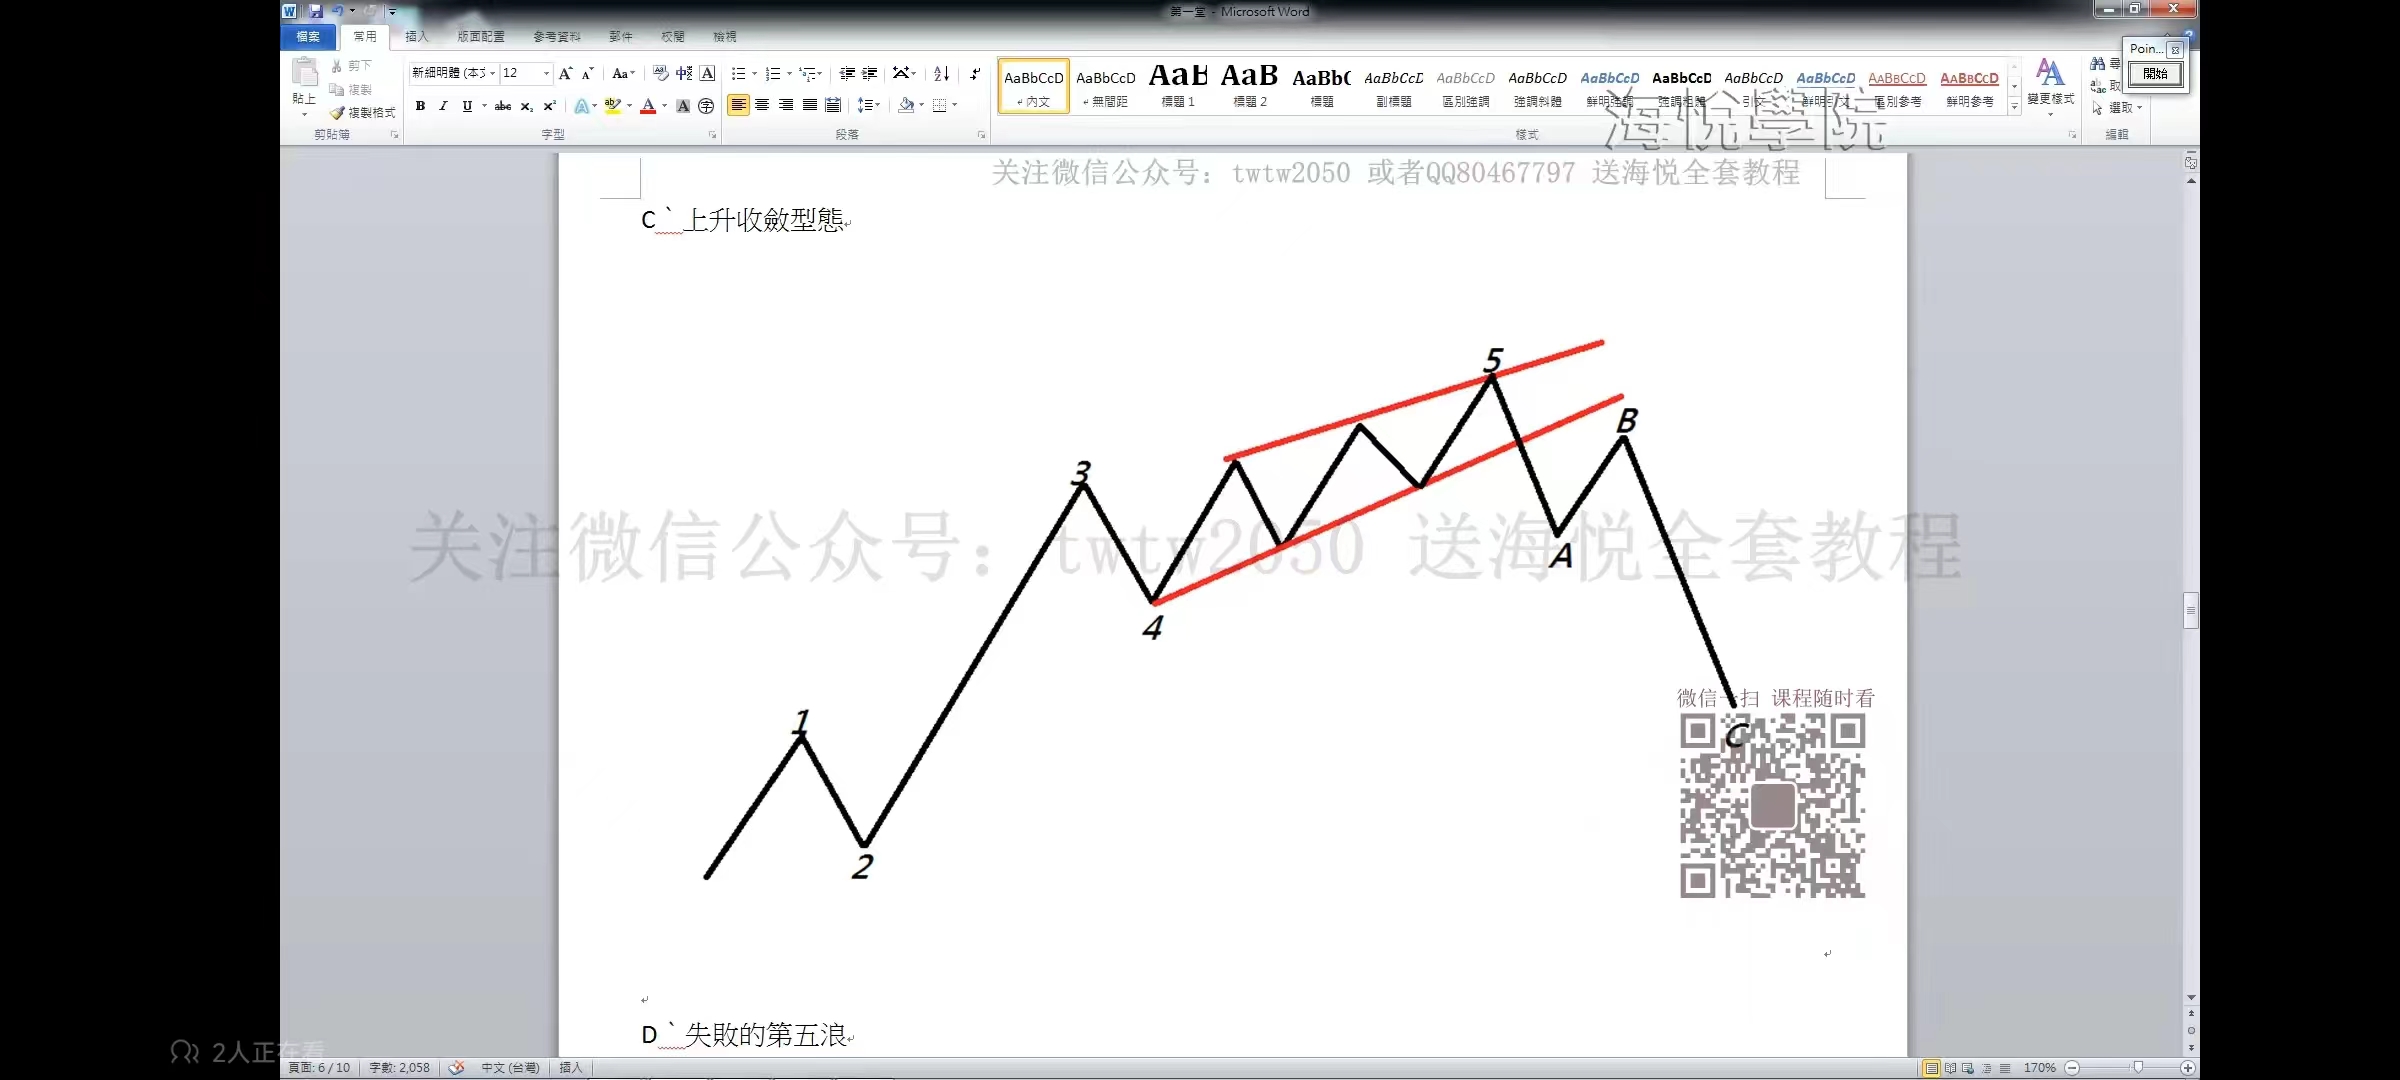 第一堂 - Microsoft Word
檔案 常用 插入 版面配置 參考資料 郵件 校閱 檢視
Poin...
開始
剪下
複製
複製格式
貼上
剪貼簿
新細明體 (本文 12
字型
段落
AaBbCcD AaBbCcD AaB AaB AaBbC AaBbCcD AaBbCcD AaBbCcD AaBbCcD AaBbCcD AaBbCcD AaBbCcD AaBbCcD AaBbCcD
內文 無間距 標題 1 標題 2 標題 副標題 區別強調 強調斜體 鮮明強調 強調粗體 引文 鮮明引文 區別參考 鮮明參考
變更樣式
樣式
選取
編輯
海悅學院
关注微信公众号：twtw2050 或者QQ80467797 送海悦全套教程
C、上升收斂型態
5
B
3
关注微信公众号：twtw2050 送海悦全套教程
A
4
微信一扫 课程随时看
1
C
2
D、失敗的第五浪
2人正在看
頁面: 6 / 10 字數: 2,058 中文 (台灣) 插入 170%